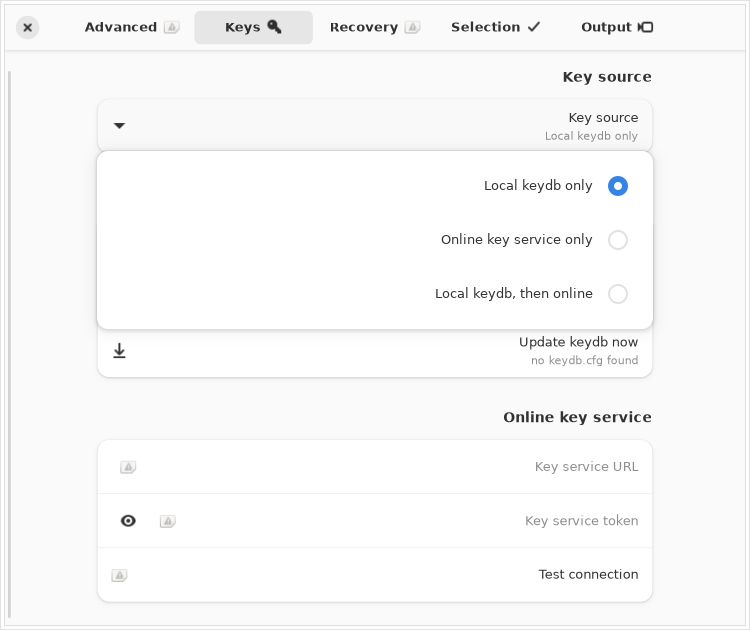 Advanced
Keys
Recovery
Selection
Output
Key source
Key source
Local keydb only
Local keydb only
Online key service only
Local keydb, then online
Update keydb now
no keydb.cfg found
Online key service
Key service URL
Key service token
Test connection